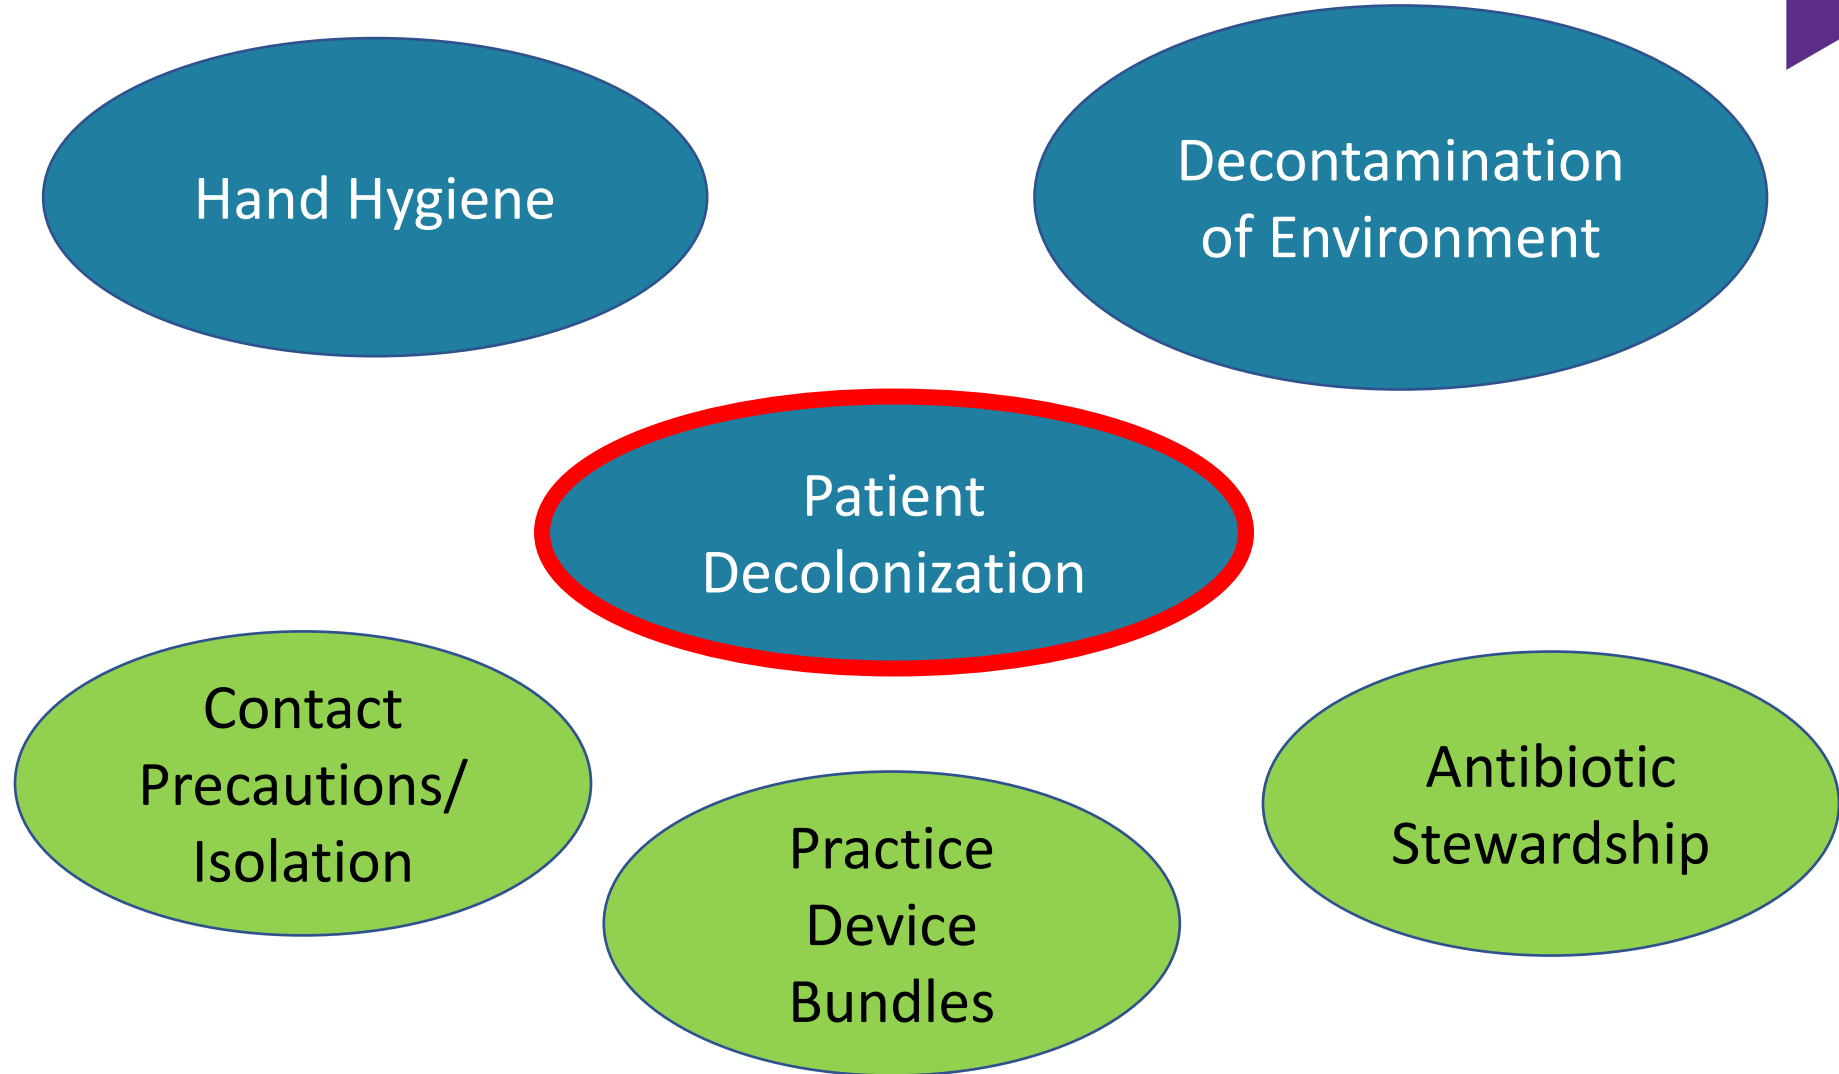 Hand Hygiene
Decontamination
of Environment
Patient
Decolonization
Contact
Precautions/
Isolation
Practice
Device
Bundles
Antibiotic
Stewardship